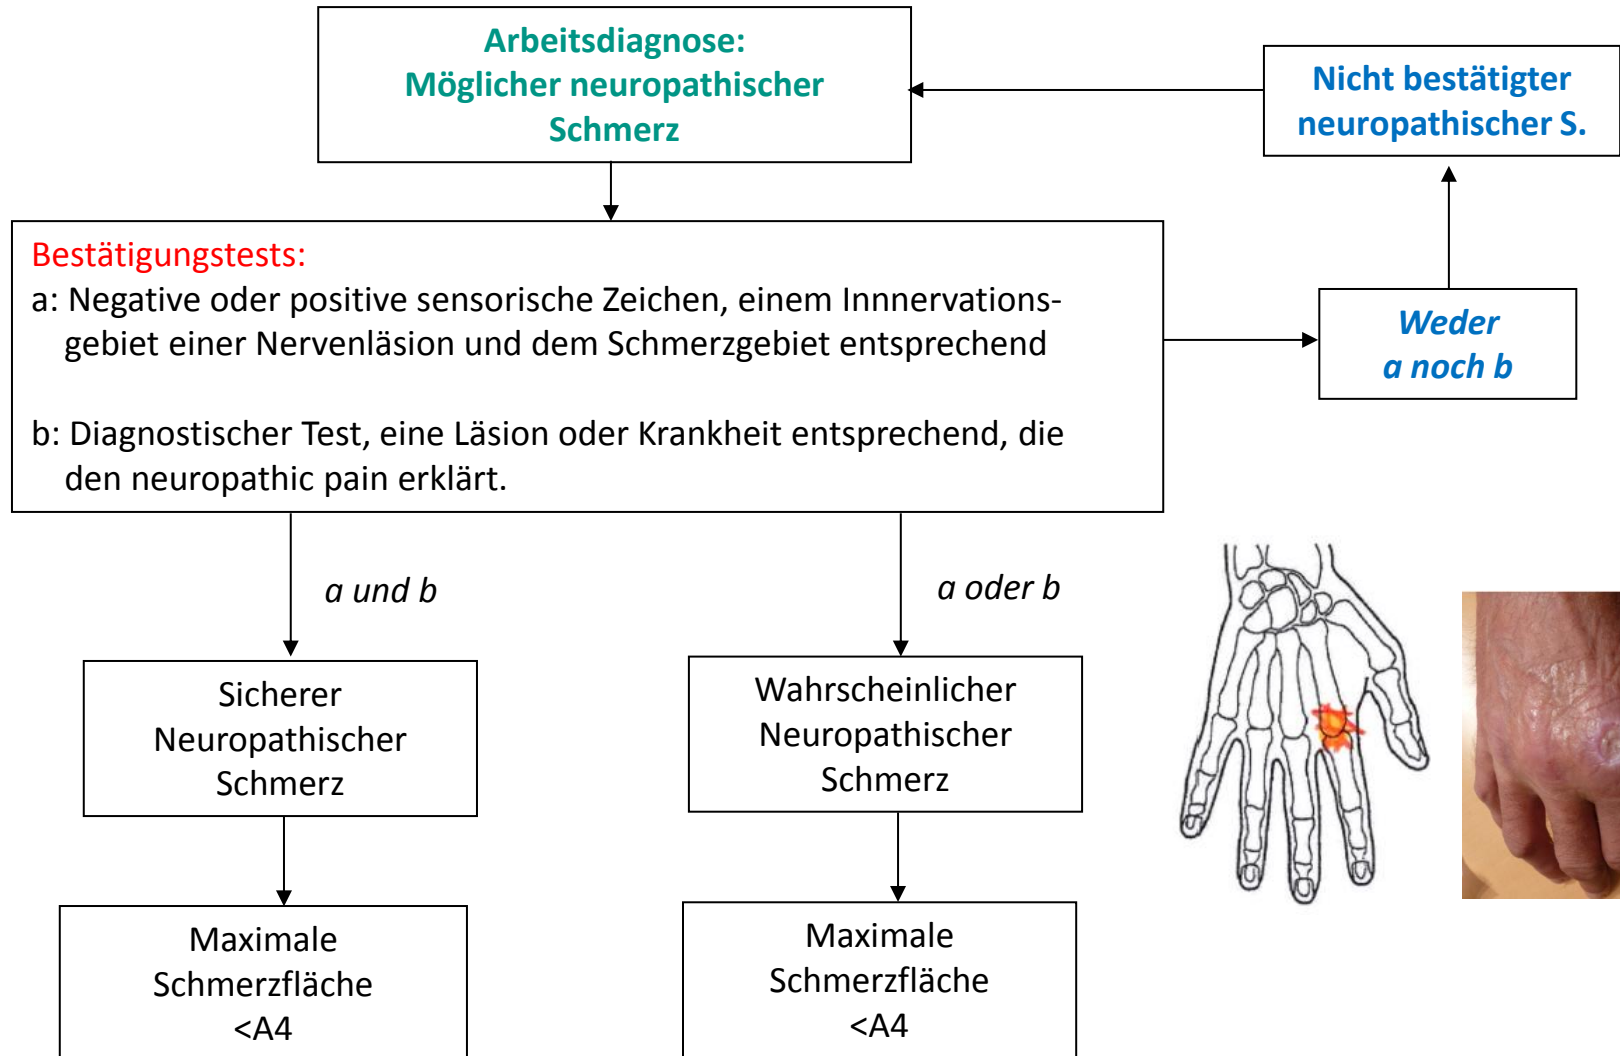 Arbeitsdiagnose:
Möglicher neuropathischer
Schmerz
Nicht bestätigter
neuropathischer S.
Bestätigungstests:
a: Negative oder positive sensorische Zeichen, einem Innnervations-
gebiet einer Nervenläsion und dem Schmerzgebiet entsprechend
b: Diagnostischer Test, eine Läsion oder Krankheit entsprechend, die
den neuropathic pain erklärt.
Weder
a noch b
a und b
a oder b
Sicherer
Neuropathischer
Schmerz
Wahrscheinlicher
Neuropathischer
Schmerz
Maximale
Schmerzfläche
<A4
Maximale
Schmerzfläche
<A4